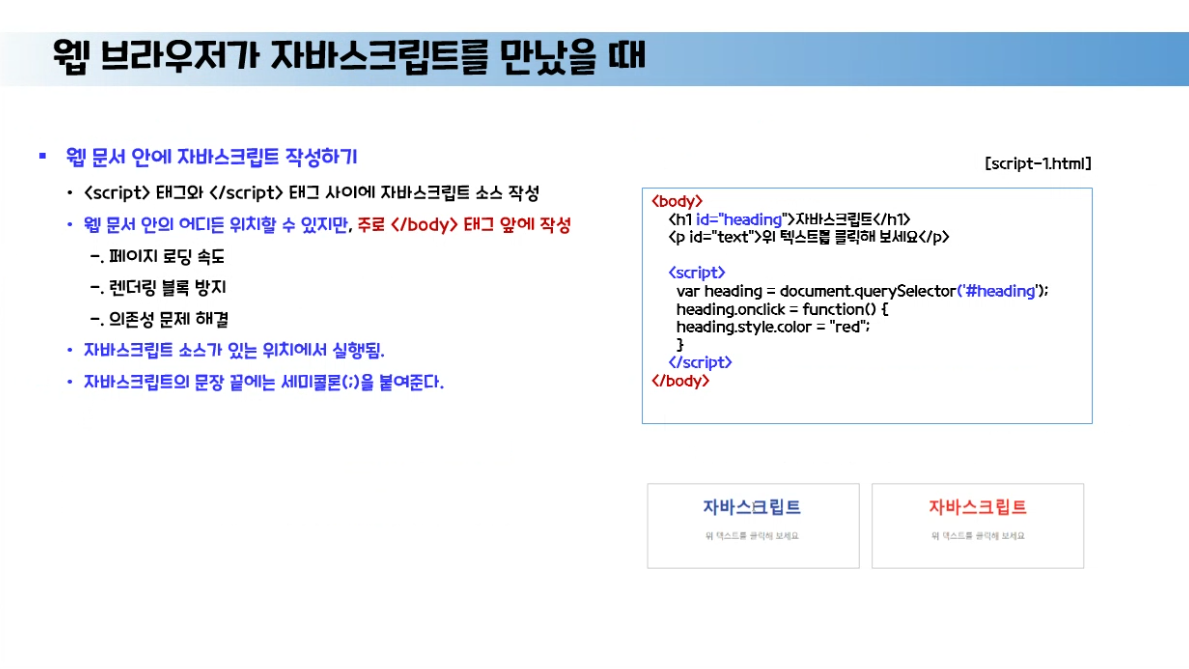 웹 브라우저가 자바스크립트를 만났을 때
▪ 웹 문서 안에 자바스크립트 작성하기
• <script> 태그와 </script> 태그 사이에 자바스크립트 소스 작성
• 웹 문서 안의 어디든 위치할 수 있지만, 주로 </body> 태그 앞에 작성
-. 페이지 로딩 속도
-. 렌더링 블록 방지
-. 의존성 문제 해결
• 자바스크립트 소스가 있는 위치에서 실행됨.
• 자바스크립트의 문장 끝에는 세미콜론(;)을 붙여준다.
[script-1.html]
<body>
<h1 id="heading">자바스크립트</h1>
<p id="text">위 텍스트를 클릭해 보세요</p>
<script>
var heading = document.querySelector('#heading');
heading.onclick = function() {
heading.style.color = "red";
}
</script>
</body>
자바스크립트
위 텍스트를 클릭해 보세요
자바스크립트
위 텍스트를 클릭해 보세요